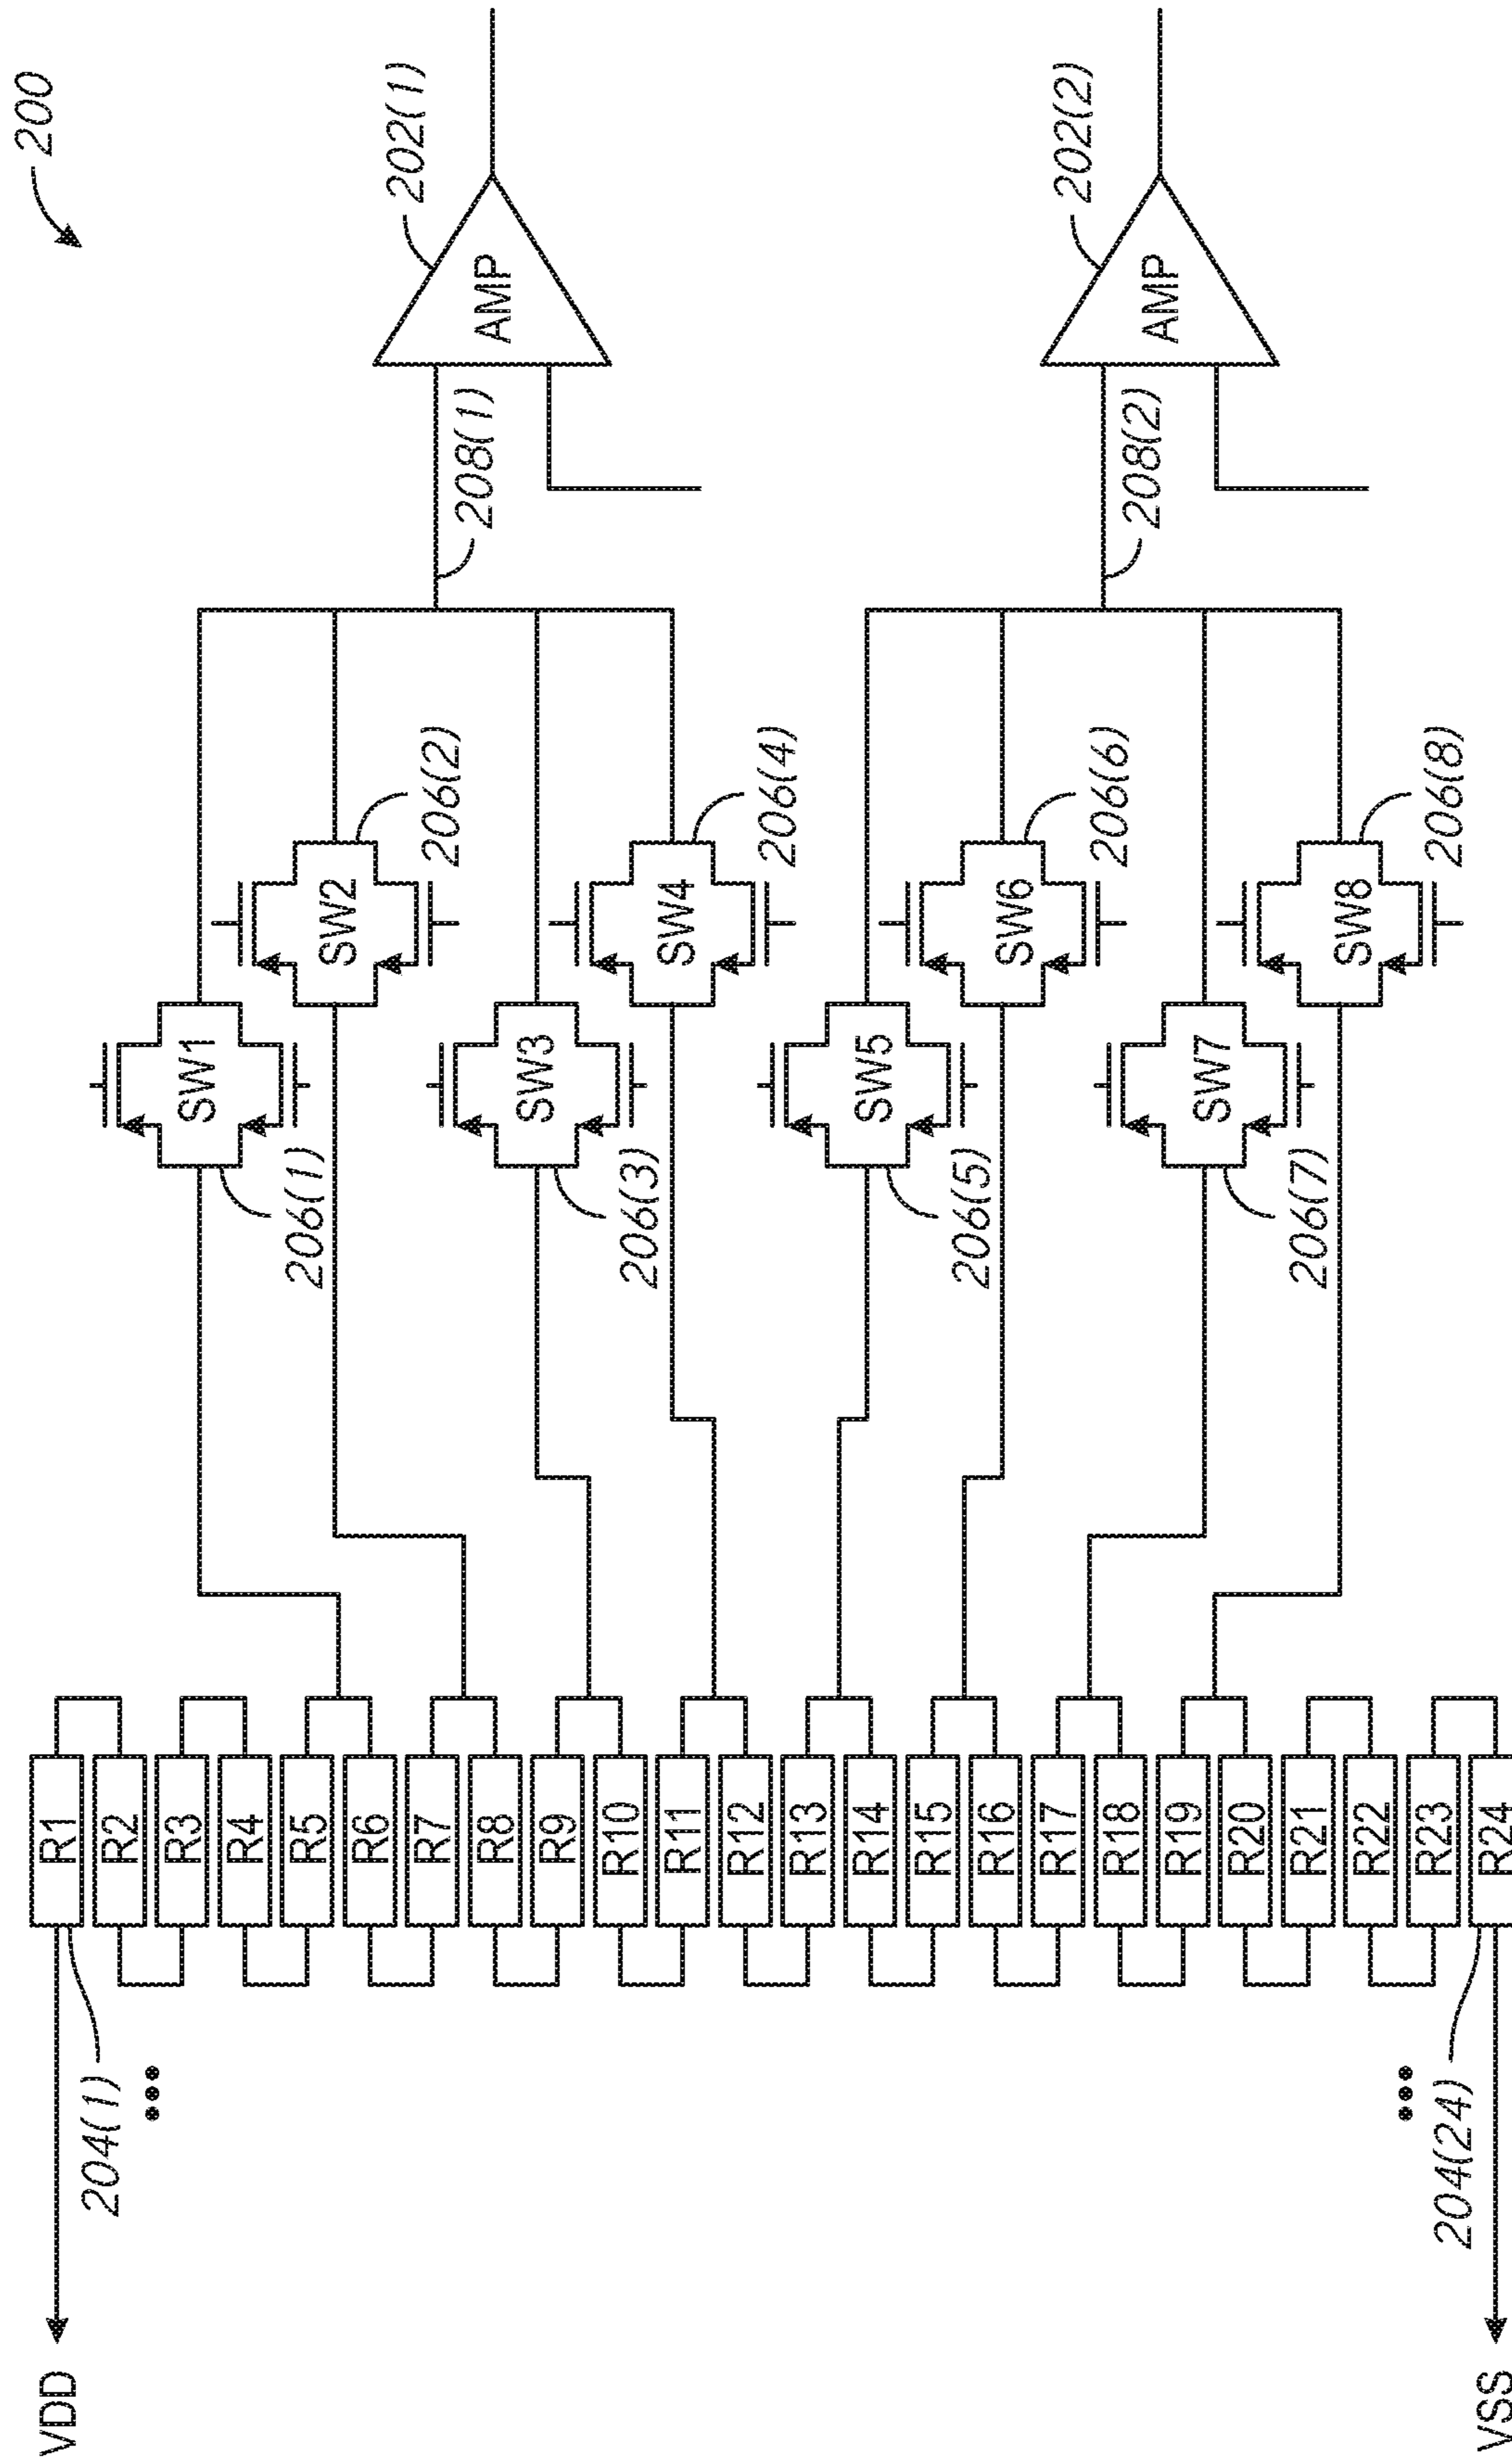 200
VDD
204(1)
R1
R2
R3
R4
R5
R6
R7
R8
R9
R10
R11
R12
R13
R14
R15
R16
R17
R18
R19
R20
R21
R22
R23
R24
204(24)
VSS
SW1
206(1)
SW2
206(2)
SW3
206(3)
SW4
206(4)
SW5
206(5)
SW6
206(6)
SW7
206(7)
SW8
206(8)
208(1)
AMP
202(1)
208(2)
AMP
202(2)